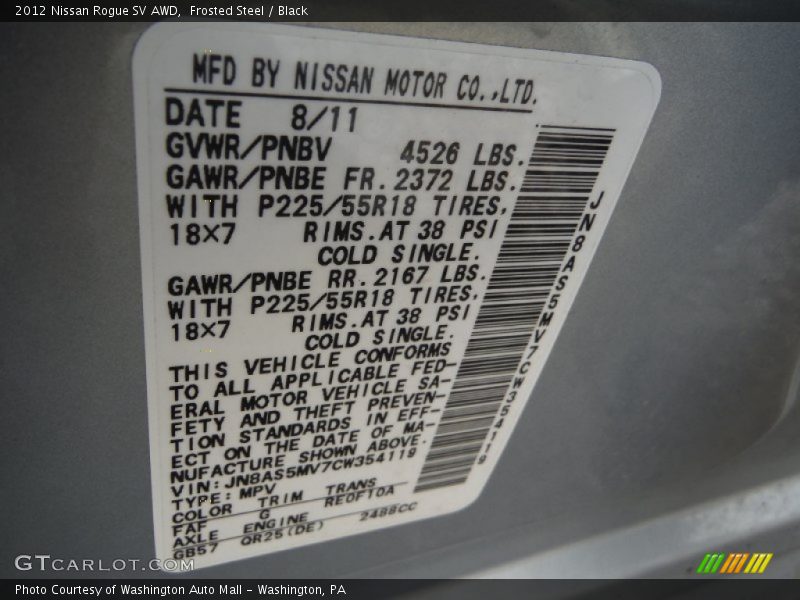 2012 Nissan Rogue SV AWD,  Frosted Steel / Black
MFD BY NISSAN MOTOR CO.,LTD.
DATE 8/11
GVWR/PNBV 4526 LBS.
GAWR/PNBE FR.2372 LBS.
WITH P225/55R18 TIRES,
18×7 RIMS.AT 38 PSI
COLD SINGLE.
GAWR/PNBE RR.2167 LBS.
WITH P225/55R18 TIRES,
18×7 RIMS.AT 38 PSI
COLD SINGLE.
THIS VEHICLE CONFORMS
TO ALL APPLICABLE FED-
ERAL MOTOR VEHICLE SA-
FETY AND THEFT PREVEN-
TION STANDARDS IN EFF-
ECT ON THE DATE OF MA-
NUFACTURE SHOWN ABOVE.
VIN:JN8AS5MV7CW354119
TYPE:MPV
COLOR TRIM TRANS
FAF G RE0F10A
AXLE ENGINE
GB57 QR25(DE) 2488CC
JN8AS5MV7CW354119
GTCARLOT.COM
Photo Courtesy of Washington Auto Mall - Washington, PA